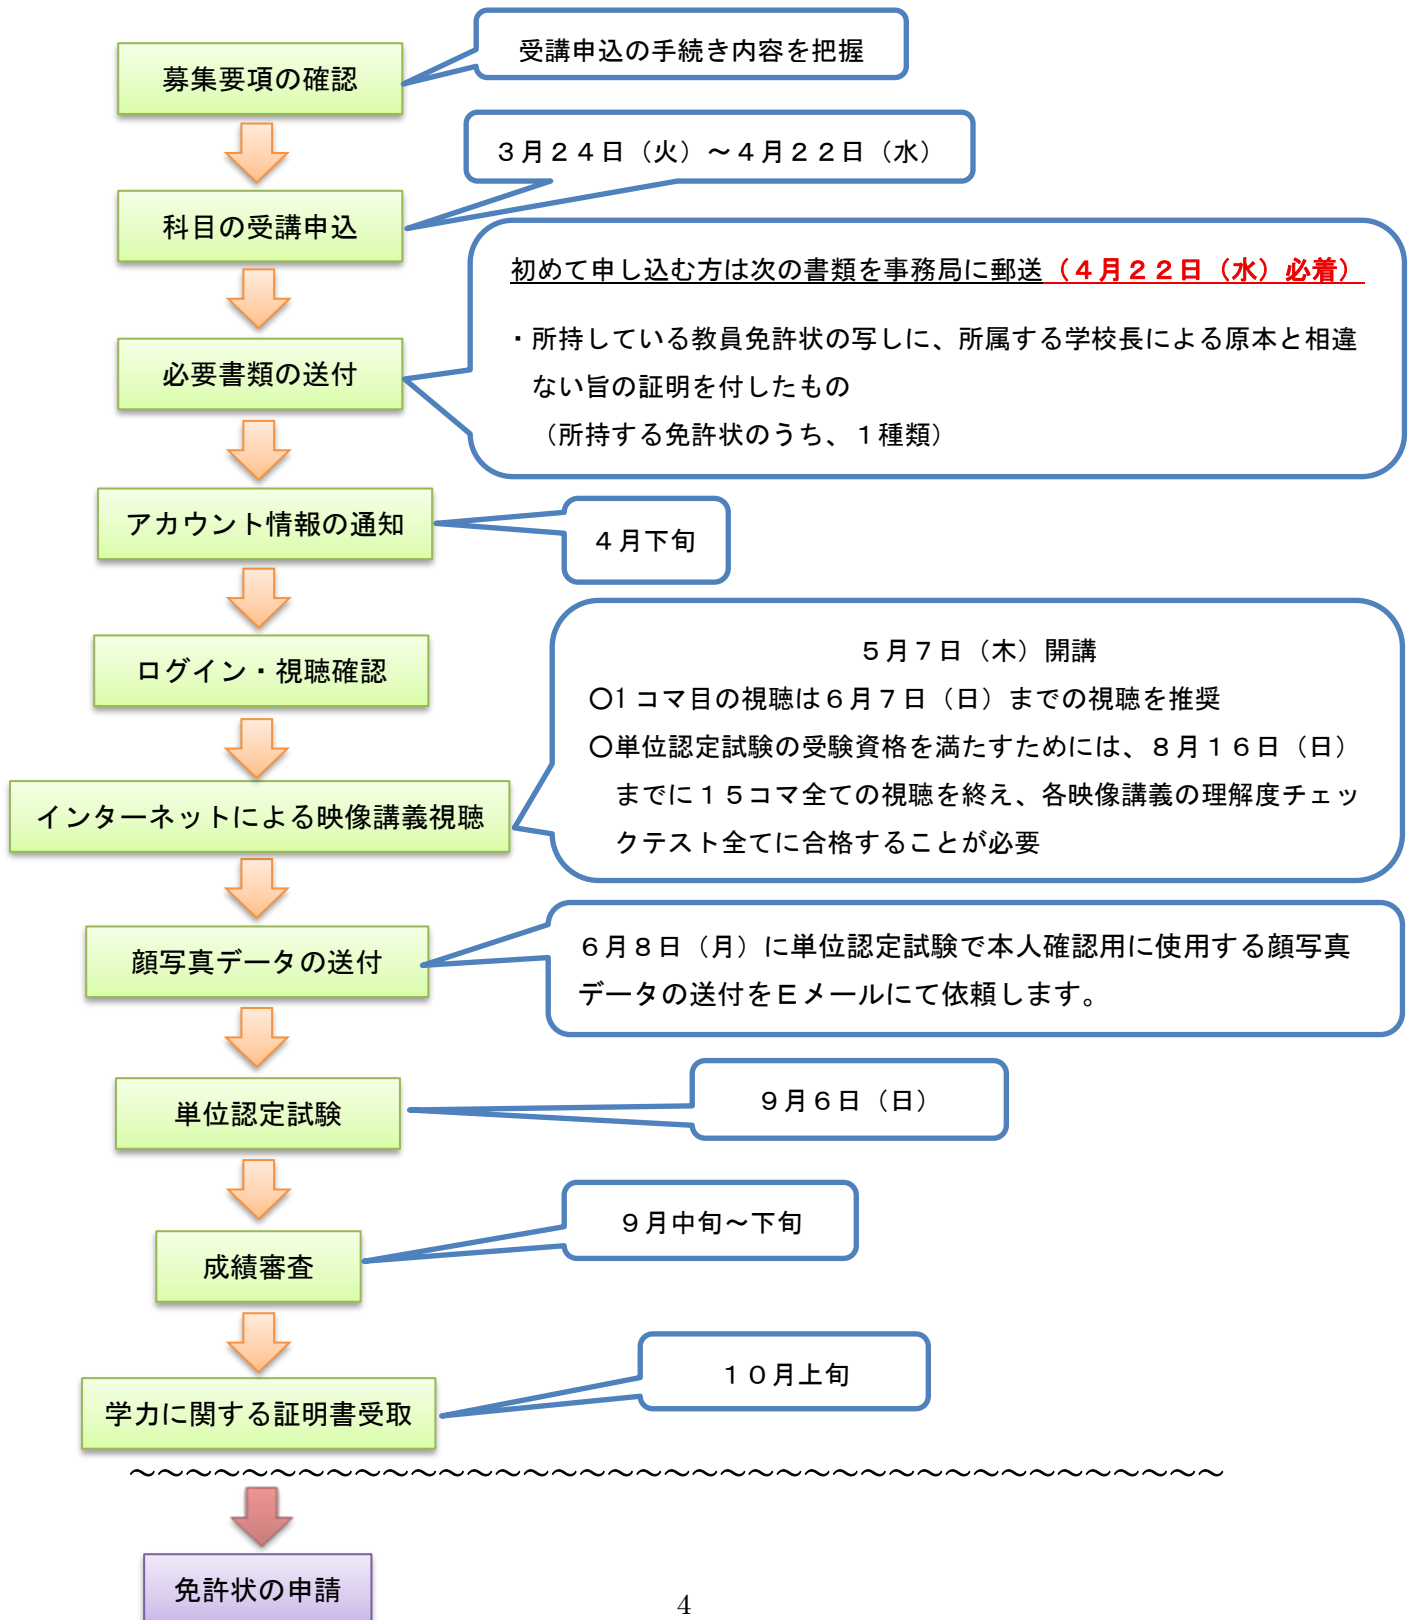 募集要項の確認
受講申込の手続き内容を把握
科目の受講申込
３月２４日（火）～４月２２日（水）
必要書類の送付
初めて申し込む方は次の書類を事務局に郵送（４月２２日（水）必着）
・所持している教員免許状の写しに、所属する学校長による原本と相違
ない旨の証明を付したもの
（所持する免許状のうち、１種類）
アカウント情報の通知
４月下旬
ログイン・視聴確認
インターネットによる映像講義視聴
５月７日（木）開講
〇1 コマ目の視聴は６月７日（日）までの視聴を推奨
〇単位認定試験の受験資格を満たすためには、８月１６日（日）
までに１５コマ全ての視聴を終え、各映像講義の理解度チェッ
クテスト全てに合格することが必要
顔写真データの送付
６月８日（月）に単位認定試験で本人確認用に使用する顔写真
データの送付をＥメールにて依頼します。
単位認定試験
９月６日（日）
成績審査
９月中旬～下旬
学力に関する証明書受取
１０月上旬
～～～～～～～～～～～～～～～～～～～～～～～～～～～～～～～～～～～～～～～
免許状の申請
4